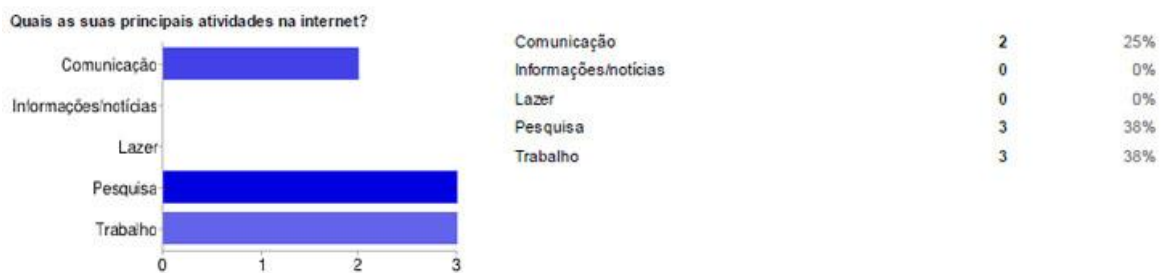 Quais as suas principais atividades na internet?
Comunicação
Informações/notícias
Lazer
Pesquisa
Trabalho
0 1 2 3
Comunicação 2 25%
Informações/notícias 0 0%
Lazer 0 0%
Pesquisa 3 38%
Trabalho 3 38%